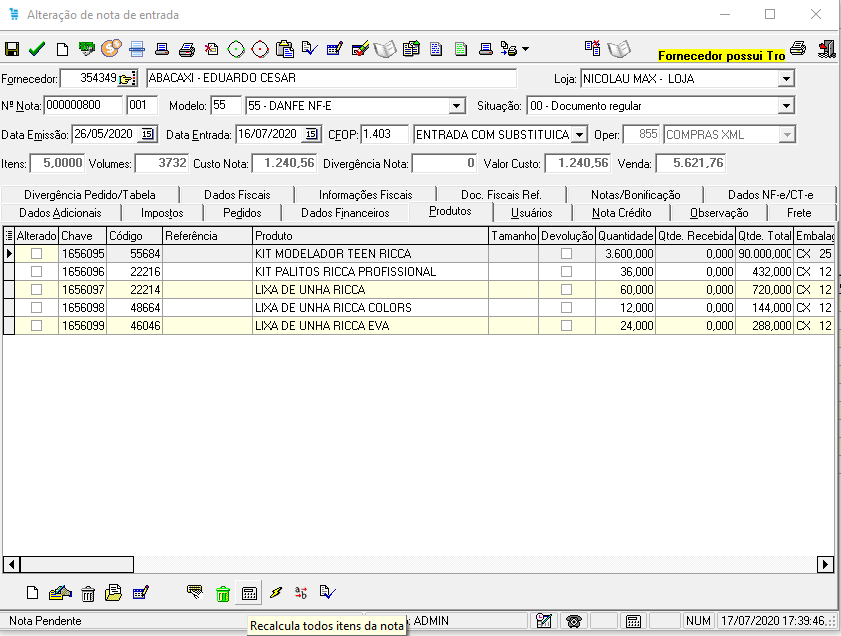 Alteração de nota de entrada
Fornecedor possui Tro
Fornecedor: 354349 ABACAXI - EDUARDO CESAR Loja: NICOLAU MAX - LOJA
Nº Nota: 000000800 001 Modelo: 55 55 - DANFE NF-E Situação: 00 - Documento regular
Data Emissão: 26/05/2020 15 Data Entrada: 16/07/2020 15 CFOP: 1.403 ENTRADA COM SUBSTITUICA Oper: 855 COMPRAS XML
Itens: 5,0000 Volumes: 3732 Custo Nota: 1.240,56 Divergência Nota: 0 Valor Custo: 1.240,56 Venda: 5.621,76
Divergência Pedido/Tabela Dados Fiscais Informações Fiscais Doc. Fiscais Ref. Notas/Bonificação Dados NF-e/CT-e
Dados Adicionais Impostos Pedidos Dados Financeiros Produtos Usuários Nota Crédito Observação Frete
Alterado Chave Código Referência Produto Tamanho Devolução Quantidade Qtde. Recebida Qtde. Total Embalag
1656095 55684 KIT MODELADOR TEEN RICCA 3.600,000 0,000 90.000,000 CX 25
1656096 22216 KIT PALITOS RICCA PROFISSIONAL 36,000 0,000 432,000 CX 12
1656097 22214 LIXA DE UNHA RICCA 60,000 0,000 720,000 CX 12
1656098 48664 LIXA DE UNHA RICCA COLORS 12,000 0,000 144,000 CX 12
1656099 46046 LIXA DE UNHA RICCA EVA 24,000 0,000 288,000 CX 12
Nota Pendente ADMIN NUM 17/07/2020 17:39:46
Recalcula todos itens da nota